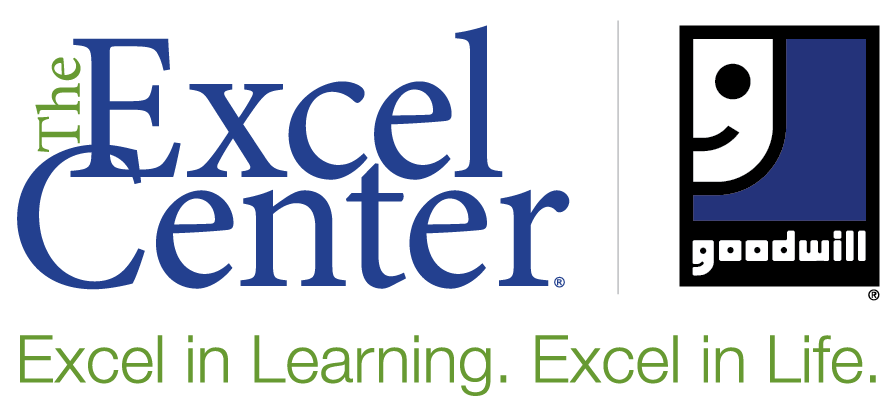 The
Excel
Center®
goodwill
®
Excel in Learning. Excel in Life.